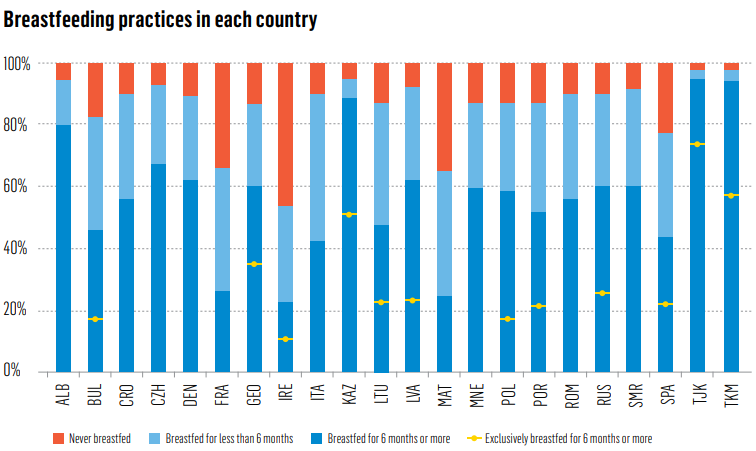 Breastfeeding practices in each country
100%
80%
60%
40%
20%
0%
ALB BUL CRO CZH DEN FRA GEO IRE ITA KAZ LTU LVA MAT MNE POL POR ROM RUS SMR SPA TJK TKM
Never breastfed Breastfed for less than 6 months Breastfed for 6 months or more Exclusively breastfed for 6 months or more